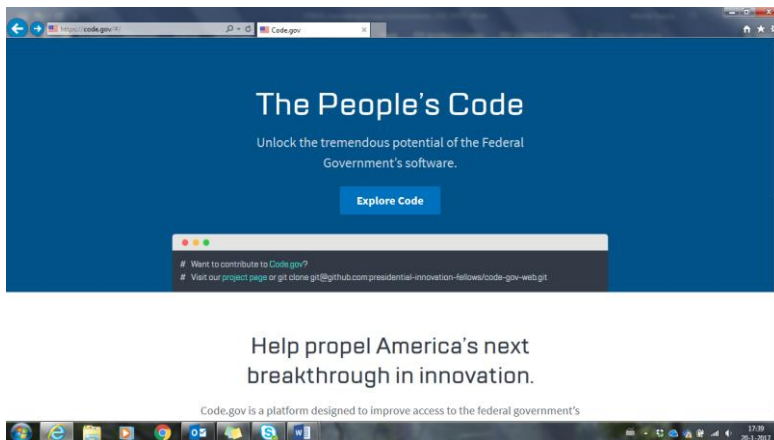 https://code.gov/#/
Code.gov
The People's Code
Unlock the tremendous potential of the Federal
Government's software.
Explore Code
# Want to contribute to Code.gov?
# Visit our project page or git clone git@github.com:presidential-innovation-fellows/code-gov-web.git
Help propel America's next
breakthrough in innovation.
Code.gov is a platform designed to improve access to the federal government's
17:39
20-1-2017